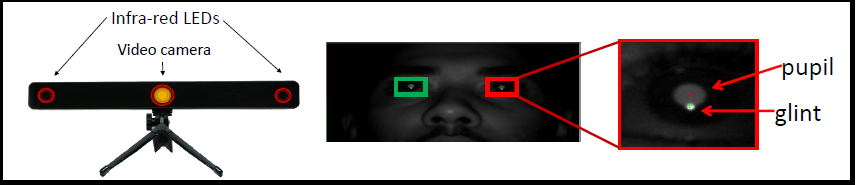 Infra-red LEDs
Video camera
pupil
glint